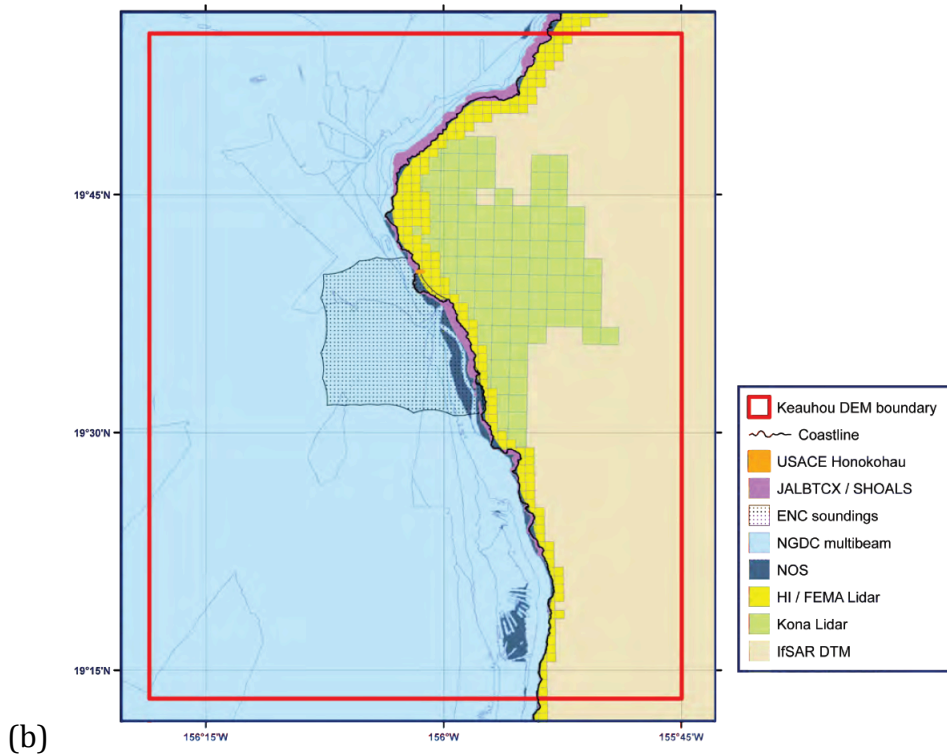 19°45'N
19°30'N
19°15'N
156°15'W
156°W
155°45'W
Keauhou DEM boundary
Coastline
USACE Honokohau
JALBTCX / SHOALS
ENC soundings
NGDC multibeam
NOS
HI / FEMA Lidar
Kona Lidar
IfSAR DTM
(b)